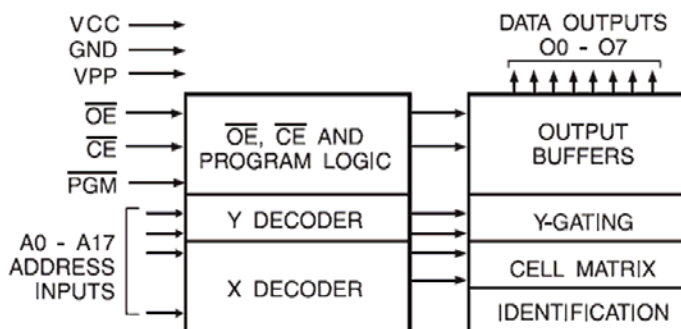 VCC
GND
VPP
OE
CE
PGM
A0 - A17
ADDRESS
INPUTS
OE, CE AND
PROGRAM LOGIC
Y DECODER
X DECODER
DATA OUTPUTS
O0 - O7
OUTPUT
BUFFERS
Y-GATING
CELL MATRIX
IDENTIFICATION